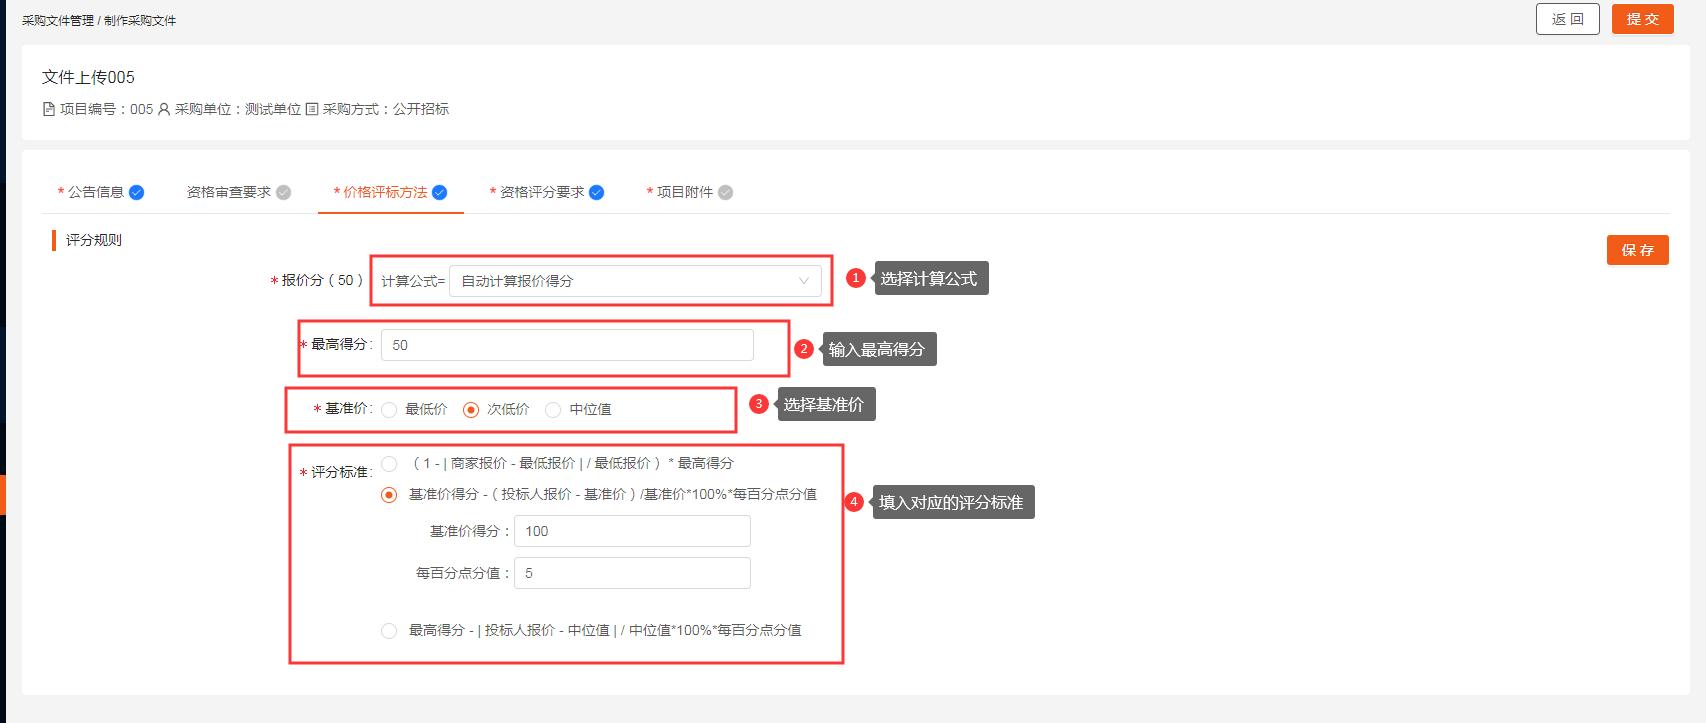 采购文件管理 / 制作采购文件
返 回
提 交
文件上传005
项目编号：005 采购单位：测试单位 采购方式：公开招标
* 公告信息 资格审查要求 * 价格评标方法 * 资格评分要求 * 项目附件
评分规则
保 存
* 报价分（50） 计算公式= 自动计算报价得分
1 选择计算公式
* 最高得分: 50
2 输入最高得分
* 基准价: 最低价 次低价 中位值
3 选择基准价
* 评分标准: （1 - | 商家报价 - 最低报价 | / 最低报价） * 最高得分
基准价得分 -（投标人报价 - 基准价）/基准价*100%*每百分点分值
4 填入对应的评分标准
基准价得分： 100
每百分点分值： 5
最高得分 - | 投标人报价 - 中位值 | / 中位值*100%*每百分点分值